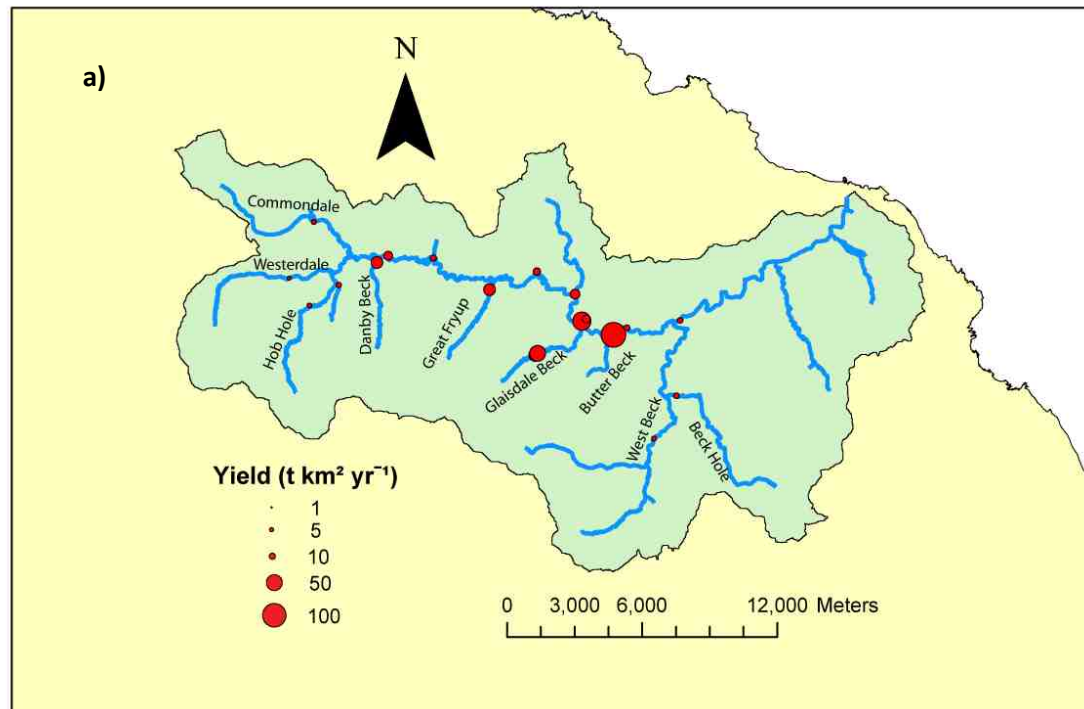 N
a)
Commondale
Westerdale
Hob Hole
Danby Beck
Great Fryup
Glaisdale Beck
Butter Beck
West Beck
Beck Hole
Yield (t km² yr⁻¹)
1
5
10
50
100
0 3,000 6,000 12,000 Meters